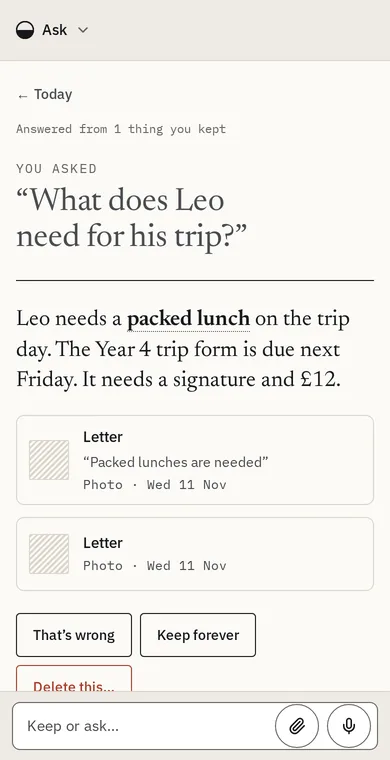 Ask
← Today
Answered from 1 thing you kept
YOU ASKED
“What does Leo
need for his trip?”
Leo needs a packed lunch on the trip
day. The Year 4 trip form is due next
Friday. It needs a signature and £12.
Letter
“Packed lunches are needed”
Photo · Wed 11 Nov
Letter
Photo · Wed 11 Nov
That’s wrong
Keep forever
Delete this…
Keep or ask…